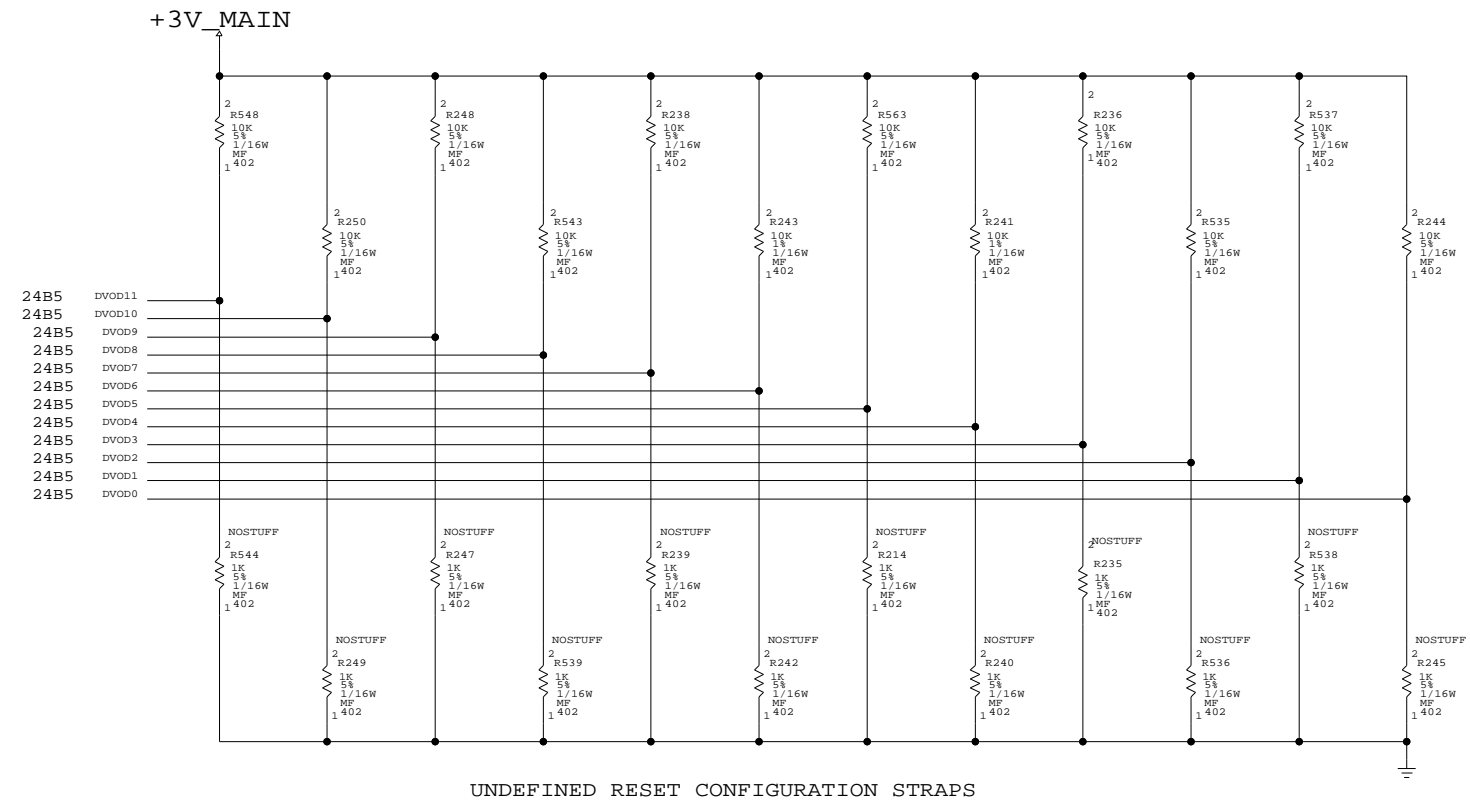 +3V_MAIN
2
R548
10K
5%
1/16W
MF
402
1
2
R248
10K
5%
1/16W
MF
402
1
2
R238
10K
5%
1/16W
MF
402
1
2
R563
10K
5%
1/16W
MF
402
1
2
R236
10K
5%
1/16W
MF
402
1
2
R537
10K
5%
1/16W
MF
402
1
2
R250
10K
5%
1/16W
MF
402
1
2
R543
10K
5%
1/16W
MF
402
1
2
R243
10K
1%
1/16W
MF
402
1
2
R241
10K
1%
1/16W
MF
402
1
2
R535
10K
5%
1/16W
MF
402
1
2
R244
10K
5%
1/16W
MF
402
1
24B5 DVOD11
24B5 DVOD10
24B5 DVOD9
24B5 DVOD8
24B5 DVOD7
24B5 DVOD6
24B5 DVOD5
24B5 DVOD4
24B5 DVOD3
24B5 DVOD2
24B5 DVOD1
24B5 DVOD0
NOSTUFF
2
R544
1K
5%
1/16W
MF
402
1
NOSTUFF
2
R247
1K
5%
1/16W
MF
402
1
NOSTUFF
2
R239
1K
5%
1/16W
MF
402
1
NOSTUFF
2
R214
1K
5%
1/16W
MF
402
1
NOSTUFF
2
R235
1K
5%
1/16W
MF
402
1
NOSTUFF
2
R538
1K
5%
1/16W
MF
402
1
NOSTUFF
2
R249
1K
5%
1/16W
MF
402
1
NOSTUFF
2
R539
1K
5%
1/16W
MF
402
1
NOSTUFF
2
R242
1K
5%
1/16W
MF
402
1
NOSTUFF
2
R240
1K
5%
1/16W
MF
402
1
NOSTUFF
2
R536
1K
5%
1/16W
MF
402
1
NOSTUFF
2
R245
1K
5%
1/16W
MF
402
1
UNDEFINED RESET CONFIGURATION STRAPS